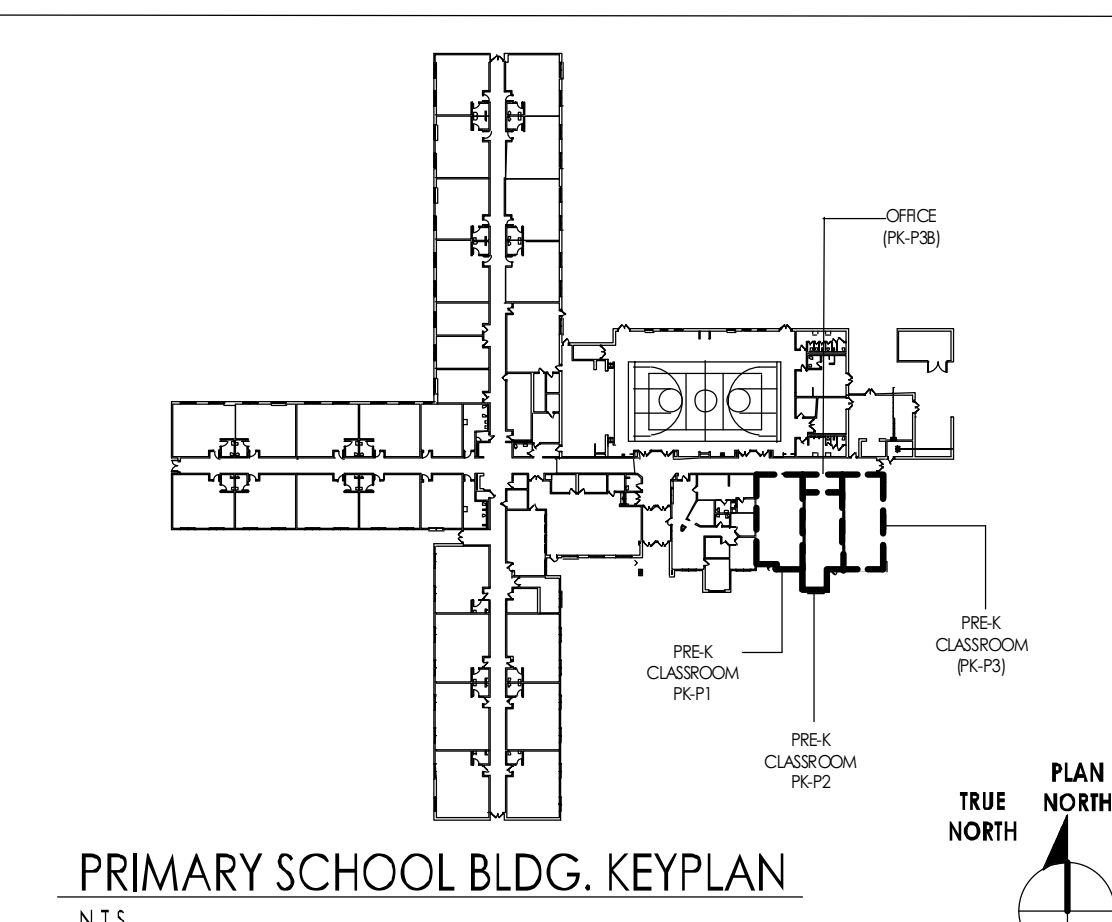 OFFICE
(PK-P3B)
PRE-K
CLASSROOM
(PK-P3)
PRE-K
CLASSROOM
PK-P1
PRE-K
CLASSROOM
PK-P2
PLAN
NORTH
TRUE
NORTH
PRIMARY SCHOOL BLDG. KEYPLAN
N.T.S.